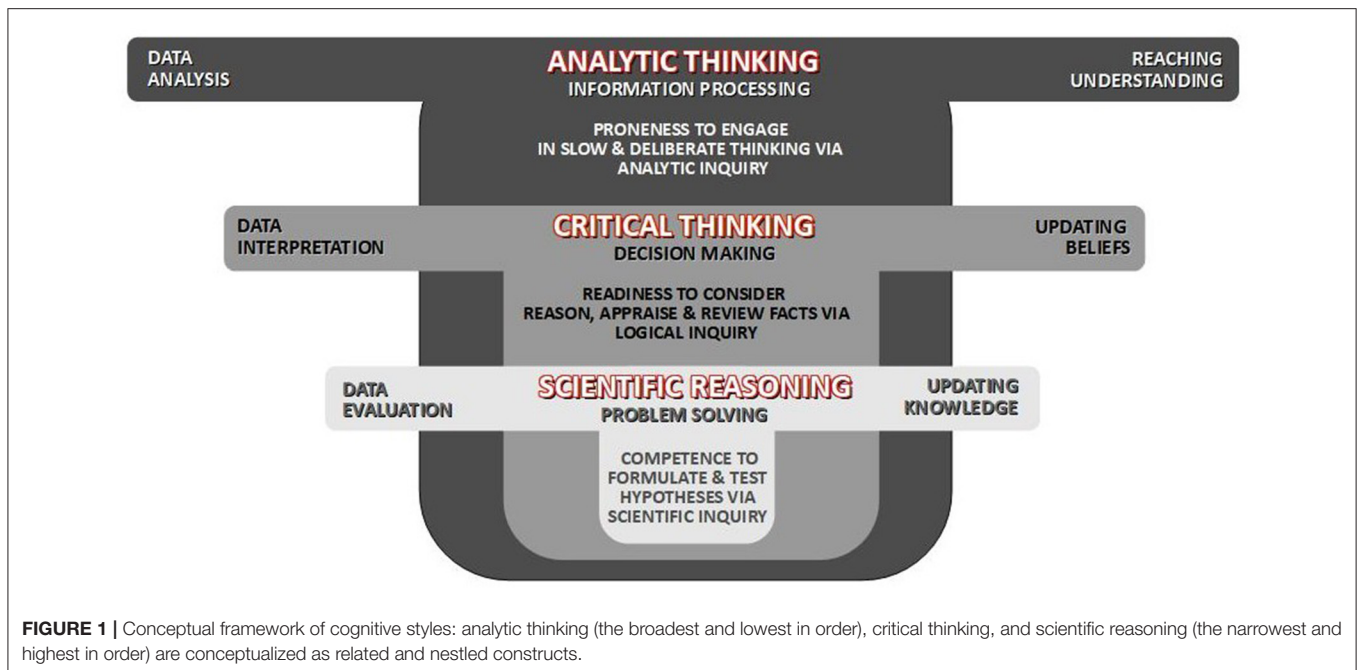 DATA
ANALYSIS
ANALYTIC THINKING
INFORMATION PROCESSING
REACHING
UNDERSTANDING
PRONENESS TO ENGAGE
IN SLOW & DELIBERATE THINKING VIA
ANALYTIC INQUIRY
DATA
INTERPRETATION
CRITICAL THINKING
DECISION MAKING
UPDATING
BELIEFS
READINESS TO CONSIDER
REASON, APPRAISE & REVIEW FACTS VIA
LOGICAL INQUIRY
DATA
EVALUATION
SCIENTIFIC REASONING
PROBLEM SOLVING
UPDATING
KNOWLEDGE
COMPETENCE TO
FORMULATE & TEST
HYPOTHESES VIA
SCIENTIFIC INQUIRY
FIGURE 1 | Conceptual framework of cognitive styles: analytic thinking (the broadest and lowest in order), critical thinking, and scientific reasoning (the narrowest and
highest in order) are conceptualized as related and nestled constructs.